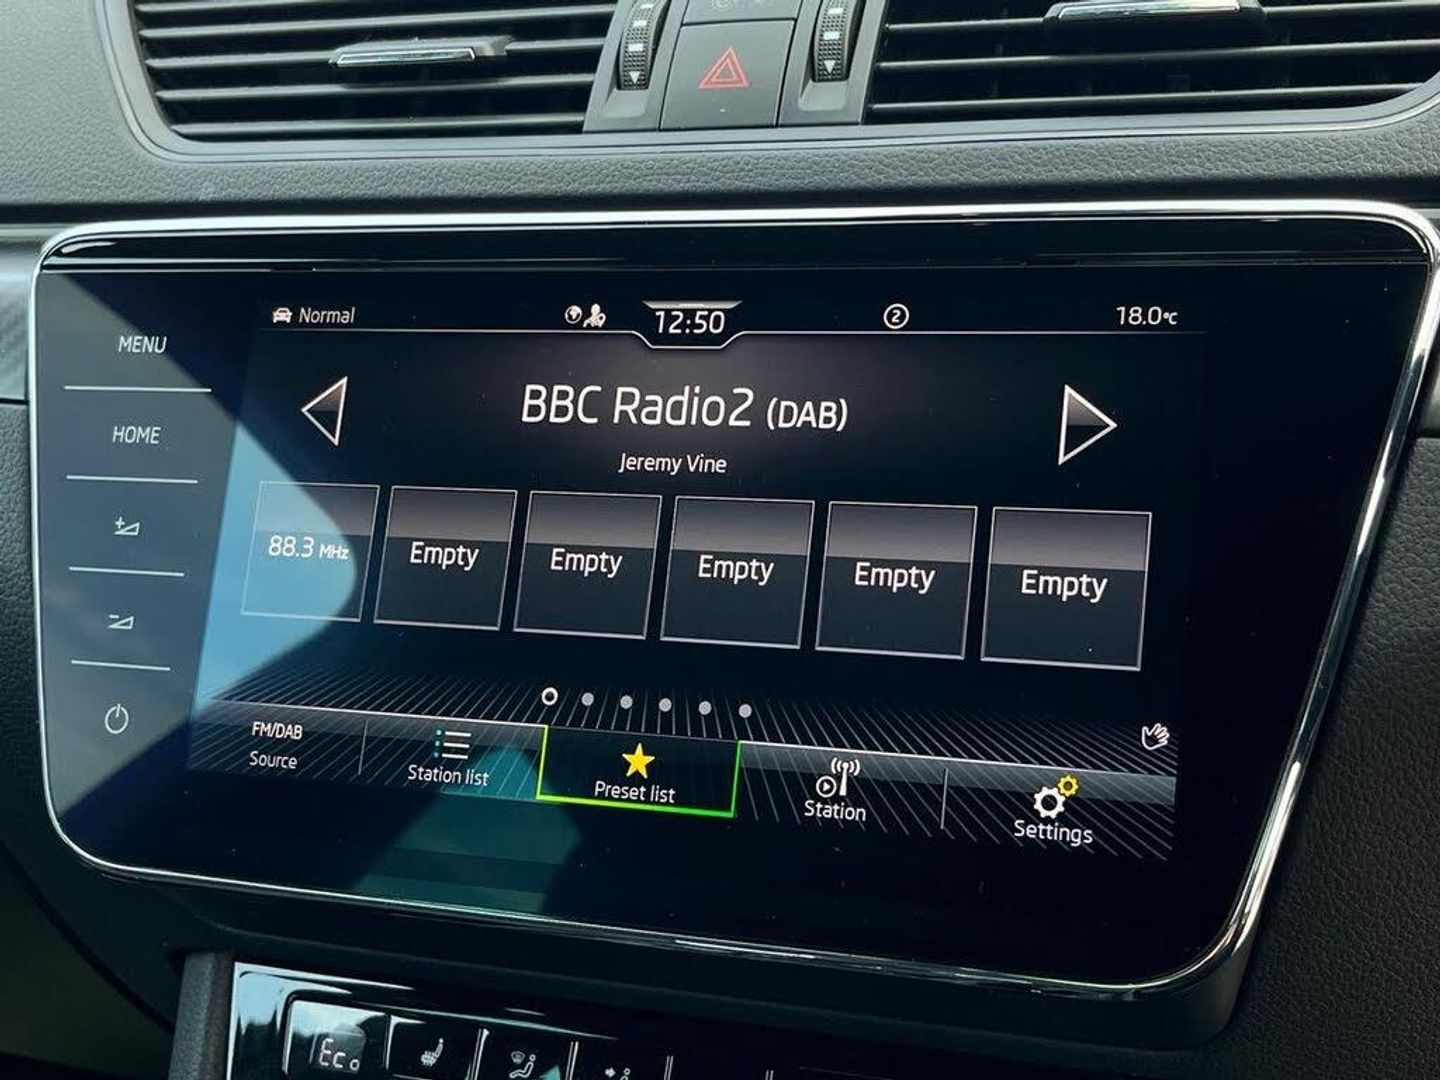 Normal
12:50
2
18.0°C
MENU
HOME
BBC Radio2 (DAB)
Jeremy Vine
88.3 MHz
Empty
Empty
Empty
Empty
Empty
FM/DAB
Source
Station list
Preset list
Station
Settings
Eco